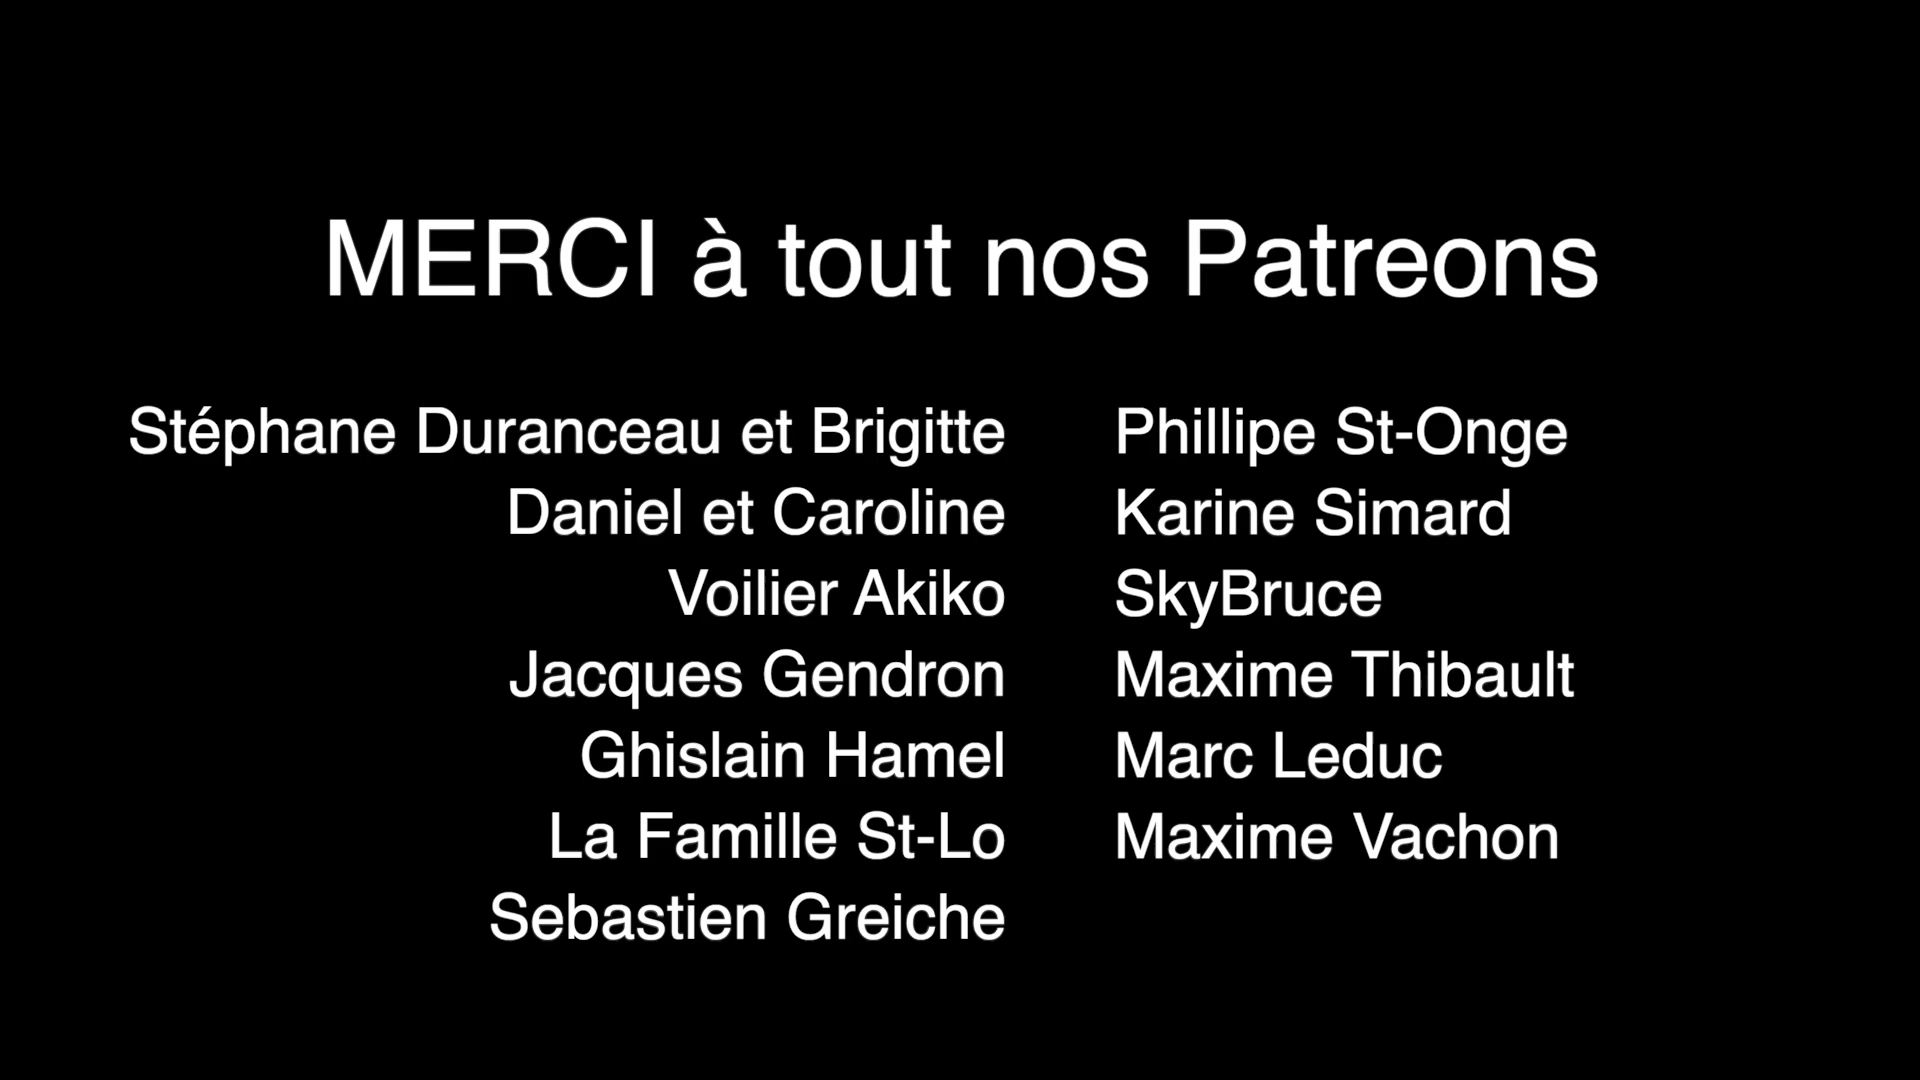 MERCI à tout nos Patreons
Stéphane Duranceau et Brigitte
Daniel et Caroline
Voilier Akiko
Jacques Gendron
Ghislain Hamel
La Famille St-Lo
Sebastien Greiche
Phillipe St-Onge
Karine Simard
SkyBruce
Maxime Thibault
Marc Leduc
Maxime Vachon